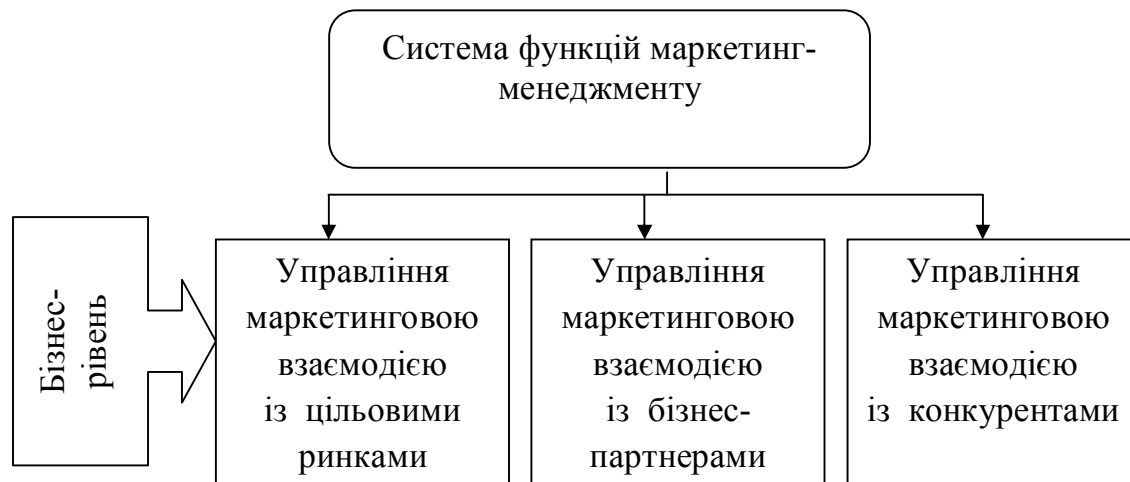 Система функцій маркетинг-
менеджменту
Бізнес-
рівень
Управління
маркетинговою
взаємодією
із цільовими
ринками
Управління
маркетинговою
взаємодією
із бізнес-
партнерами
Управління
маркетинговою
взаємодією
із конкурентами